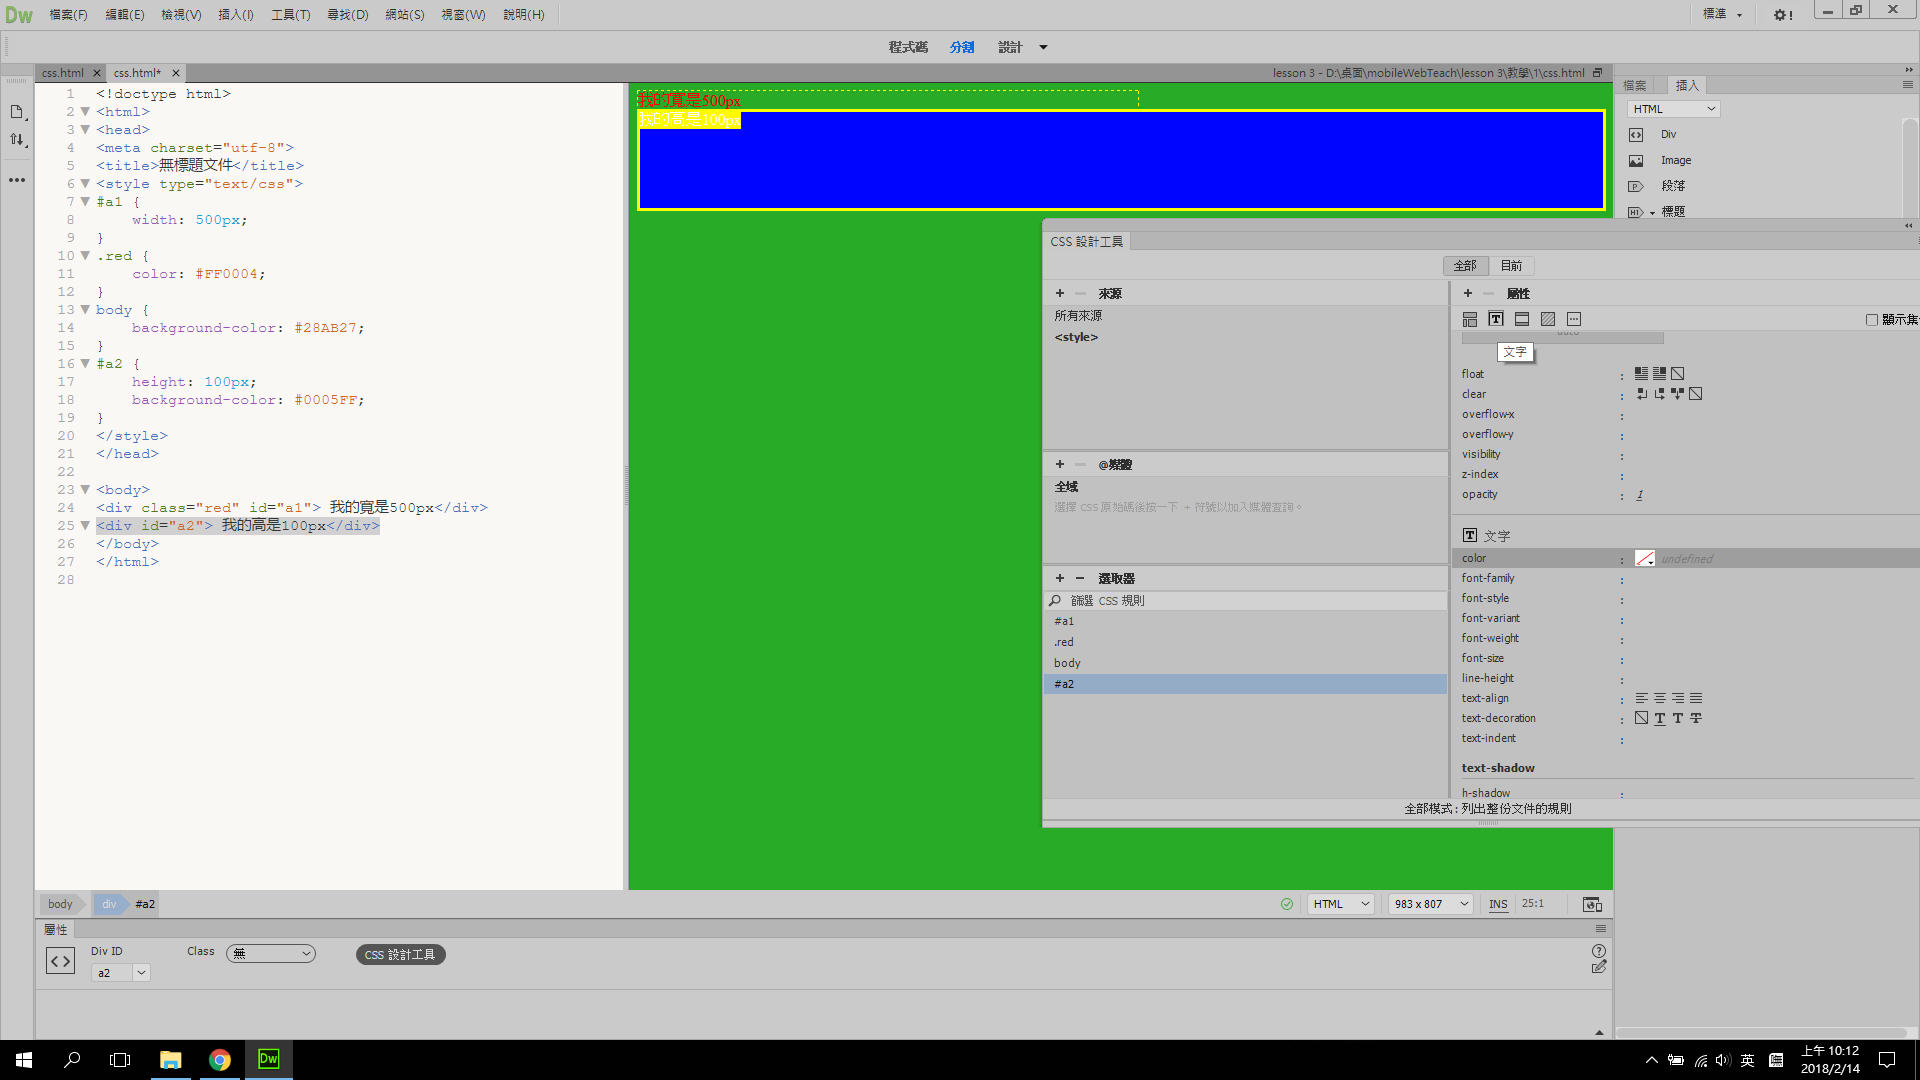 Dw 檔案(F) 編輯(E) 檢視(V) 插入(I) 工具(T) 尋找(D) 網站(S) 視窗(W) 說明(H) 標準
程式碼 分割 設計
css.html × css.html* × lesson 3 - D:\桌面\mobileWebTeach\lesson 3\教學\1\css.html
1 <!doctype html>
2 <html>
3 <head>
4 <meta charset="utf-8">
5 <title>無標題文件</title>
6 <style type="text/css">
7 #a1 {
8 width: 500px;
9 }
10 .red {
11 color: #FF0004;
12 }
13 body {
14 background-color: #28AB27;
15 }
16 #a2 {
17 height: 100px;
18 background-color: #0005FF;
19 }
20 </style>
21 </head>
22
23 <body>
24 <div class="red" id="a1"> 我的寬是500px</div>
25 <div id="a2"> 我的高是100px</div>
26 </body>
27 </html>
28
我的寬是500px
我的高是100px
檔案 插入
HTML
Div
Image
段落
標題
CSS 設計工具
全部 目前
+ − 來源
所有來源
<style>
+ − @媒體
全域
選擇 CSS 原始碼後按一下 + 符號以加入媒體查詢。
+ − 選取器
篩選 CSS 規則
#a1
.red
body
#a2
+ − 屬性
顯示集
auto
文字
float :
clear :
overflow-x :
overflow-y :
visibility :
z-index :
opacity : 1
文字
color : undefined
font-family :
font-style :
font-variant :
font-weight :
font-size :
line-height :
text-align :
text-decoration :
text-indent :
text-shadow
h-shadow :
全部模式 : 列出整份文件的規則
body div #a2 HTML 983 x 807 INS 25:1
屬性
Div ID Class 無 CSS 設計工具
a2
Dw 英 上午 10:12
2018/2/14